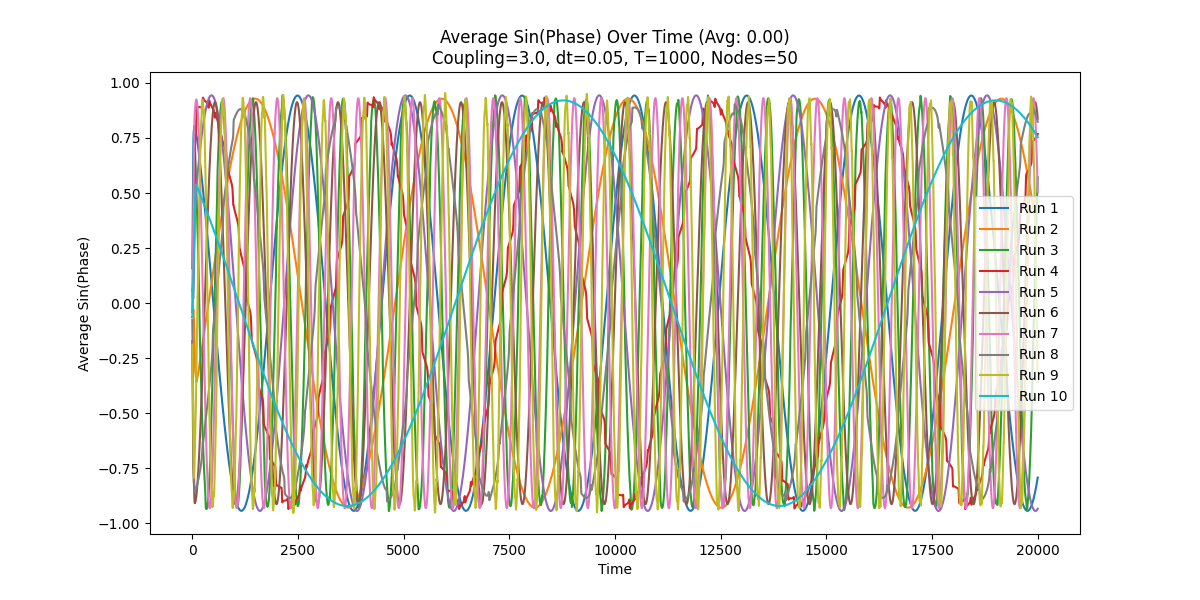 Average Sin(Phase) Over Time (Avg: 0.00)
Coupling=3.0, dt=0.05, T=1000, Nodes=50
Average Sin(Phase)
1.00
0.75
0.50
0.25
0.00
−0.25
−0.50
−0.75
−1.00
Run 1
Run 2
Run 3
Run 4
Run 5
Run 6
Run 7
Run 8
Run 9
Run 10
0 2500 5000 7500 10000 12500 15000 17500 20000
Time